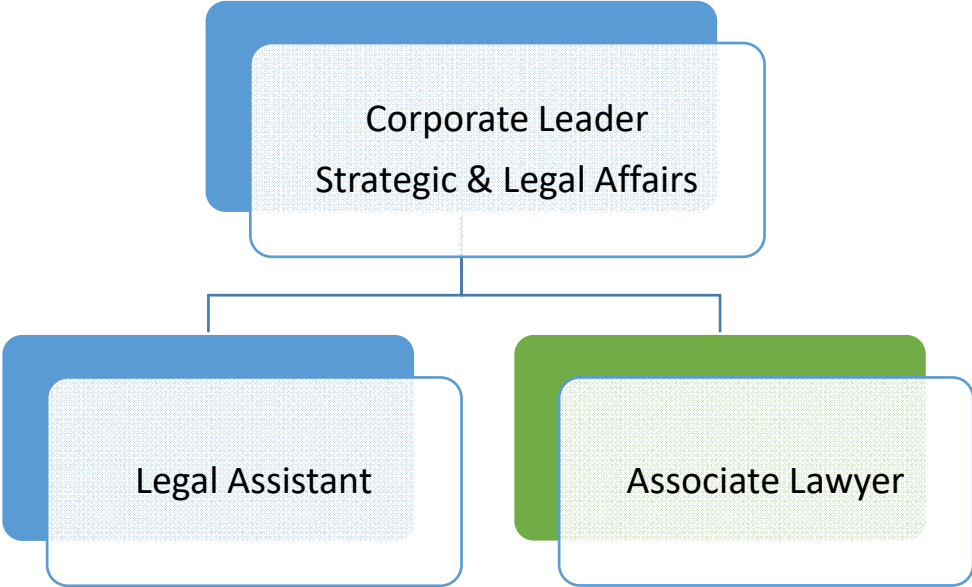 Corporate Leader
Strategic & Legal Affairs
Legal Assistant
Associate Lawyer